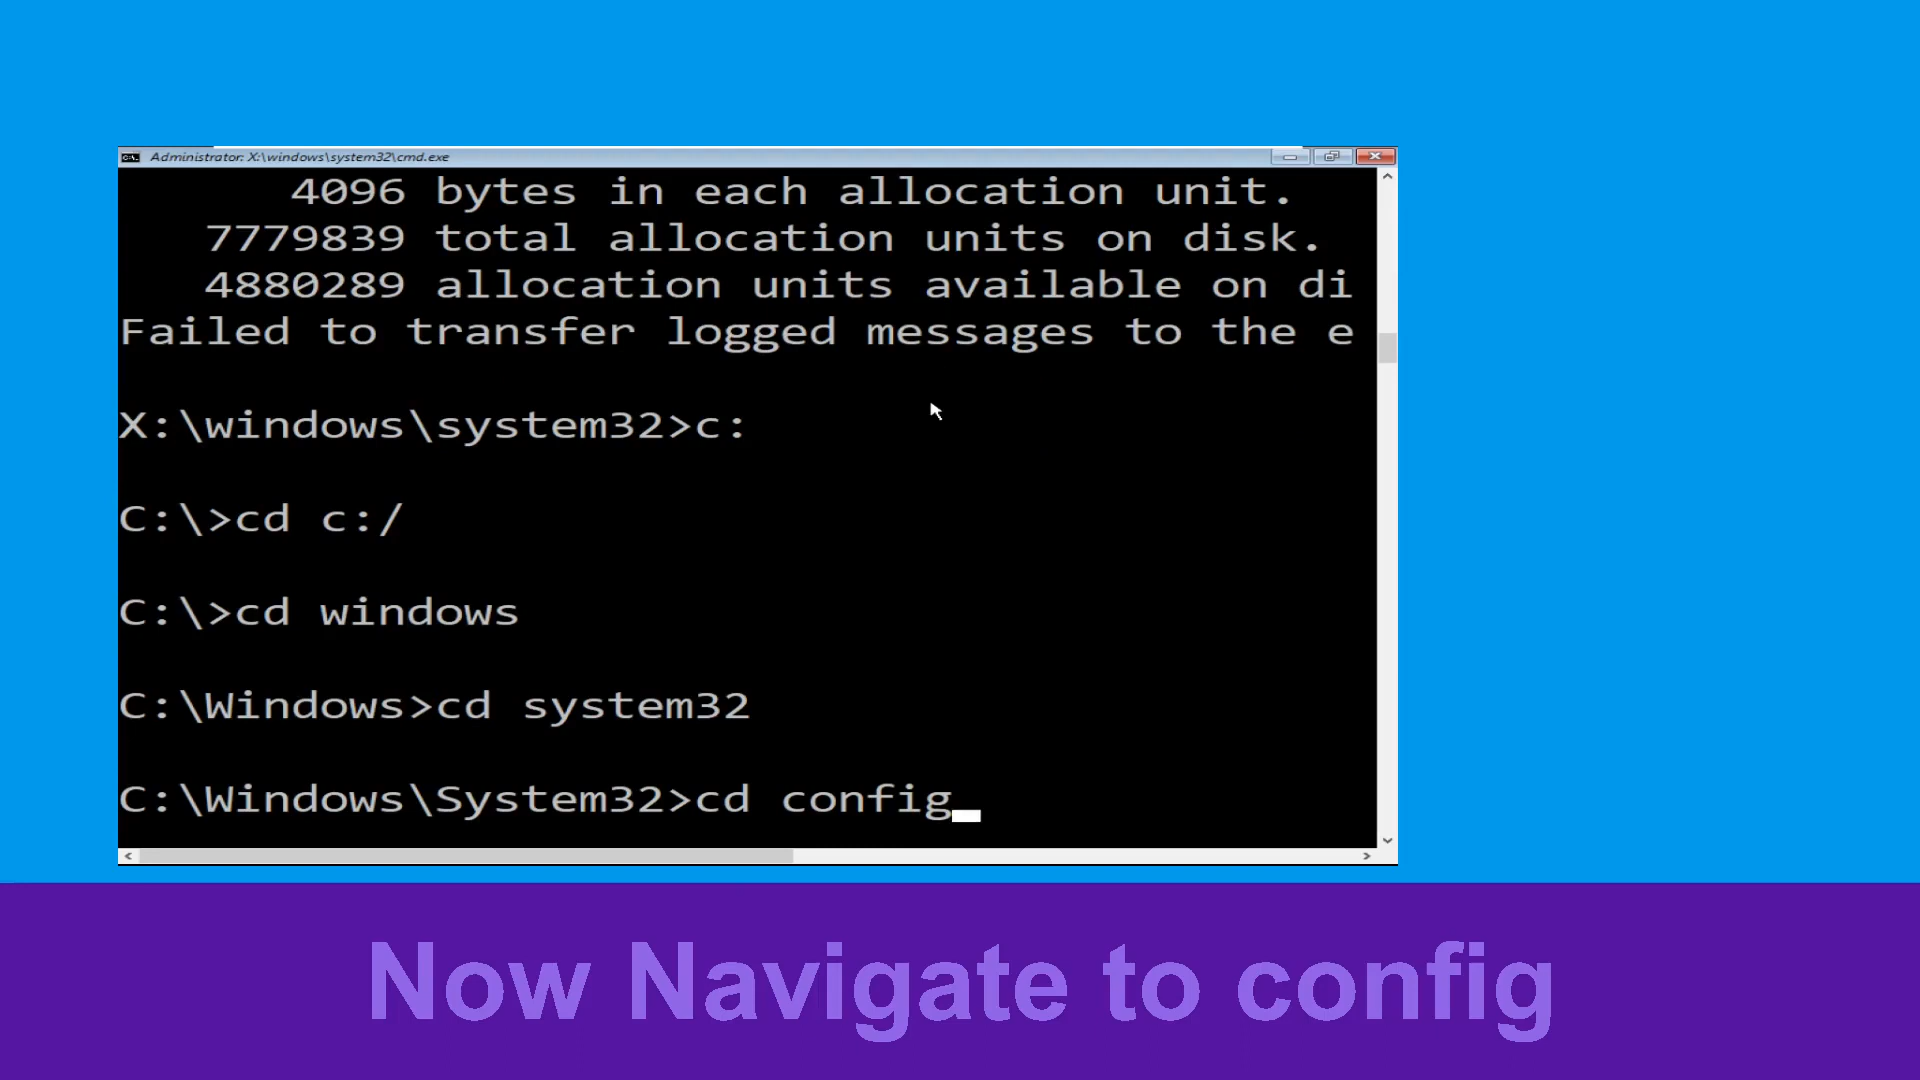 Administrator: X:\windows\system32\cmd.exe
4096 bytes in each allocation unit.
7779839 total allocation units on disk.
4880289 allocation units available on di
Failed to transfer logged messages to the e
X:\windows\system32>c:
C:\>cd c:/
C:\>cd windows
C:\Windows>cd system32
C:\Windows\System32>cd config
Now Navigate to config